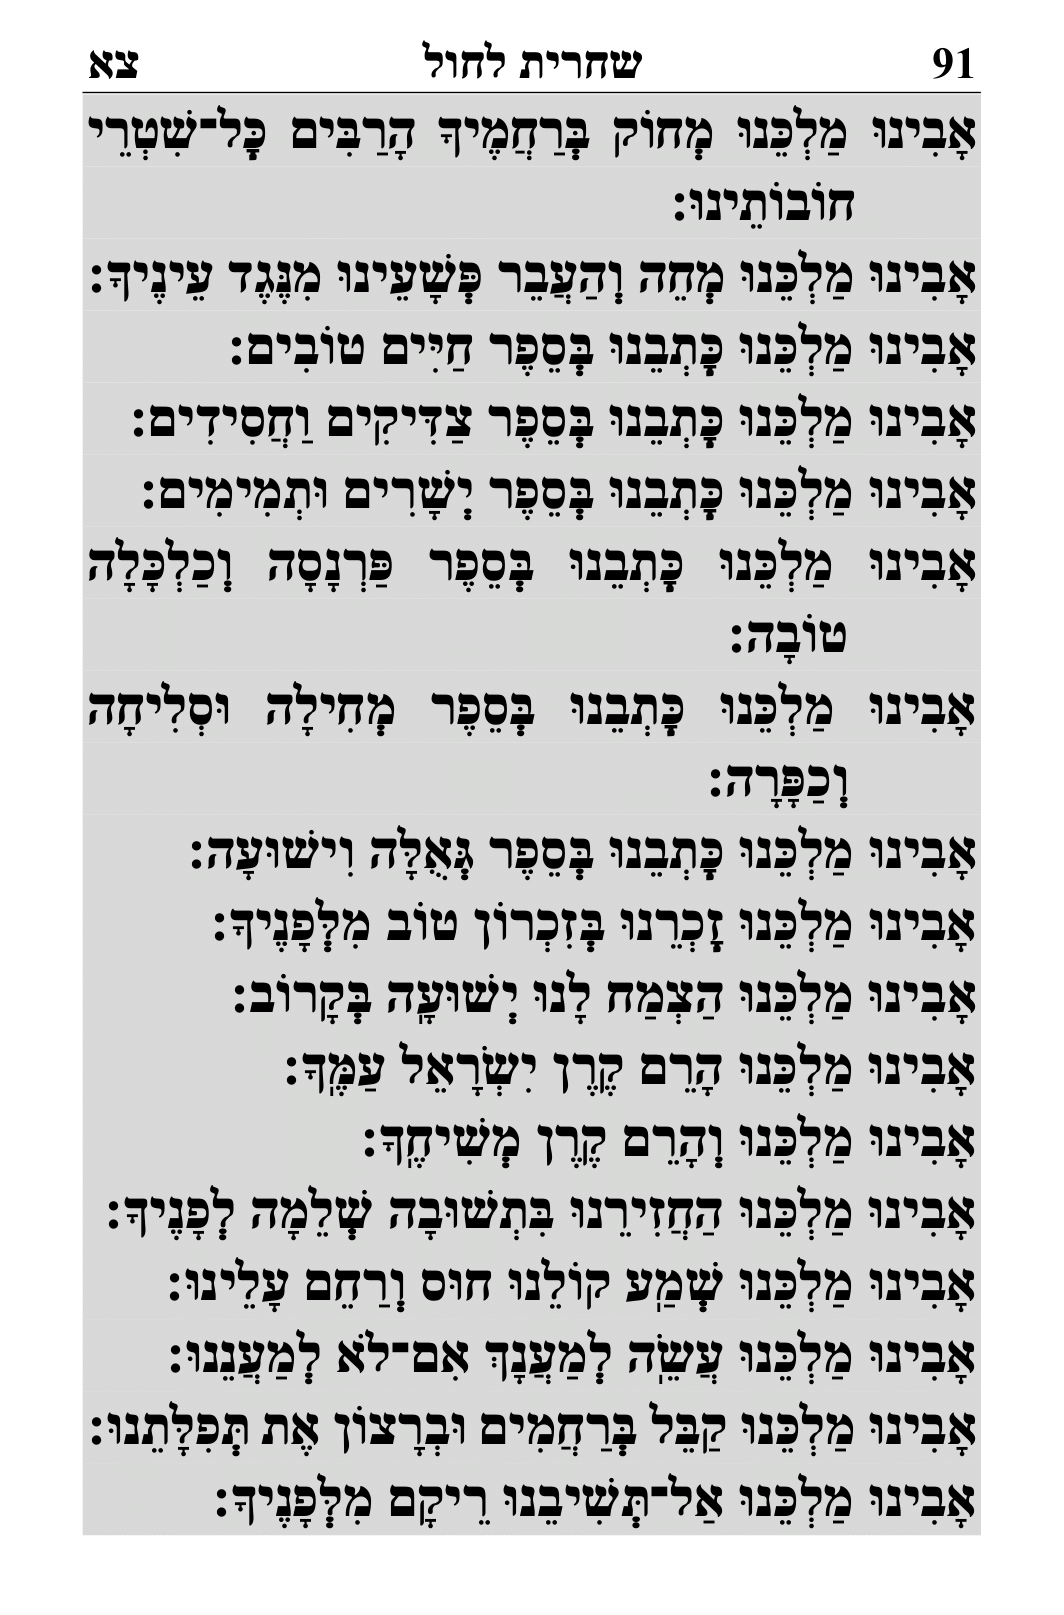 91 שחרית לחול צא
אָבִינוּ מַלְכֵּנוּ מְחוֹק בְּרַחֲמֶיךָ הָרַבִּים כָּל־שִׁטְרֵי
חוֹבוֹתֵינוּ:
אָבִינוּ מַלְכֵּנוּ מְחֵה וְהַעֲבֵר פְּשָׁעֵינוּ מִנֶּגֶד עֵינֶיךָ:
אָבִינוּ מַלְכֵּנוּ כָּתְבֵנוּ בְּסֵפֶר חַיִּים טוֹבִים:
אָבִינוּ מַלְכֵּנוּ כָּתְבֵנוּ בְּסֵפֶר צַדִּיקִים וַחֲסִידִים:
אָבִינוּ מַלְכֵּנוּ כָּתְבֵנוּ בְּסֵפֶר יְשָׁרִים וּתְמִימִים:
אָבִינוּ מַלְכֵּנוּ כָּתְבֵנוּ בְּסֵפֶר פַּרְנָסָה וְכַלְכָּלָה
טוֹבָה:
אָבִינוּ מַלְכֵּנוּ כָּתְבֵנוּ בְּסֵפֶר מְחִילָה וּסְלִיחָה
וְכַפָּרָה:
אָבִינוּ מַלְכֵּנוּ כָּתְבֵנוּ בְּסֵפֶר גְּאֻלָּה וִישׁוּעָה:
אָבִינוּ מַלְכֵּנוּ זָכְרֵנוּ בְּזִכְרוֹן טוֹב מִלְּפָנֶיךָ:
אָבִינוּ מַלְכֵּנוּ הַצְמַח לָנוּ יְשׁוּעָֽה בְּקָרוֹב:
אָבִינוּ מַלְכֵּנוּ הָרֵם קֶרֶן יִשְׂרָאֵל עַמֶּֽךָ:
אָבִינוּ מַלְכֵּנוּ וְהָרֵם קֶרֶן מְשִׁיחֶֽךָ:
אָבִינוּ מַלְכֵּנוּ הַחֲזִירֵנוּ בִּתְשׁוּבָה שְׁלֵמָה לְפָנֶיךָ:
אָבִינוּ מַלְכֵּנוּ שְׁמַֽע קוֹלֵנוּ חוּס וְרַחֵם עָלֵינוּ:
אָבִינוּ מַלְכֵּנוּ עֲשֵֽׂה לְמַעֲנָךְ אִם־לֹא לְמַעֲנֵנוּ:
אָבִינוּ מַלְכֵּנוּ קַבֵּל בְּרַחֲמִים וּבְרָצוֹן אֶת תְּפִלָּתֵנוּ:
אָבִינוּ מַלְכֵּנוּ אַל־תְּשִׁיבֵנוּ רֵיקָם מִלְּפָנֶיךָ: